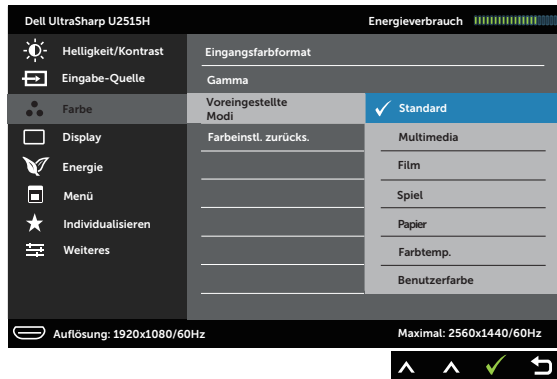 Dell UltraSharp U2515H
Energieverbrauch
Helligkeit/Kontrast
Eingabe-Quelle
Farbe
Display
Energie
Menü
Individualisieren
Weiteres
Eingangsfarbformat
Gamma
Voreingestellte
Modi
Farbeinstl. zurücks.
Standard
Multimedia
Film
Spiel
Papier
Farbtemp.
Benutzerfarbe
Auflösung: 1920x1080/60Hz
Maximal: 2560x1440/60Hz